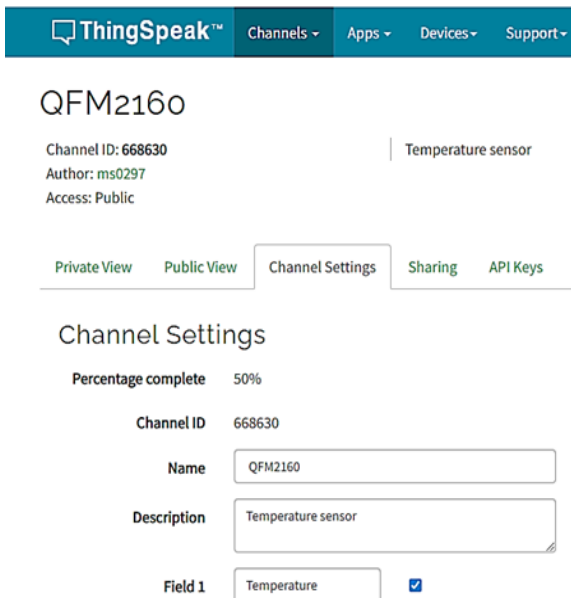 ThingSpeak™ Channels Apps Devices Support
QFM2160
Channel ID: 668630 Temperature sensor
Author: ms0297
Access: Public
Private View Public View Channel Settings Sharing API Keys
Channel Settings
Percentage complete 50%
Channel ID 668630
Name QFM2160
Description Temperature sensor
Field 1 Temperature